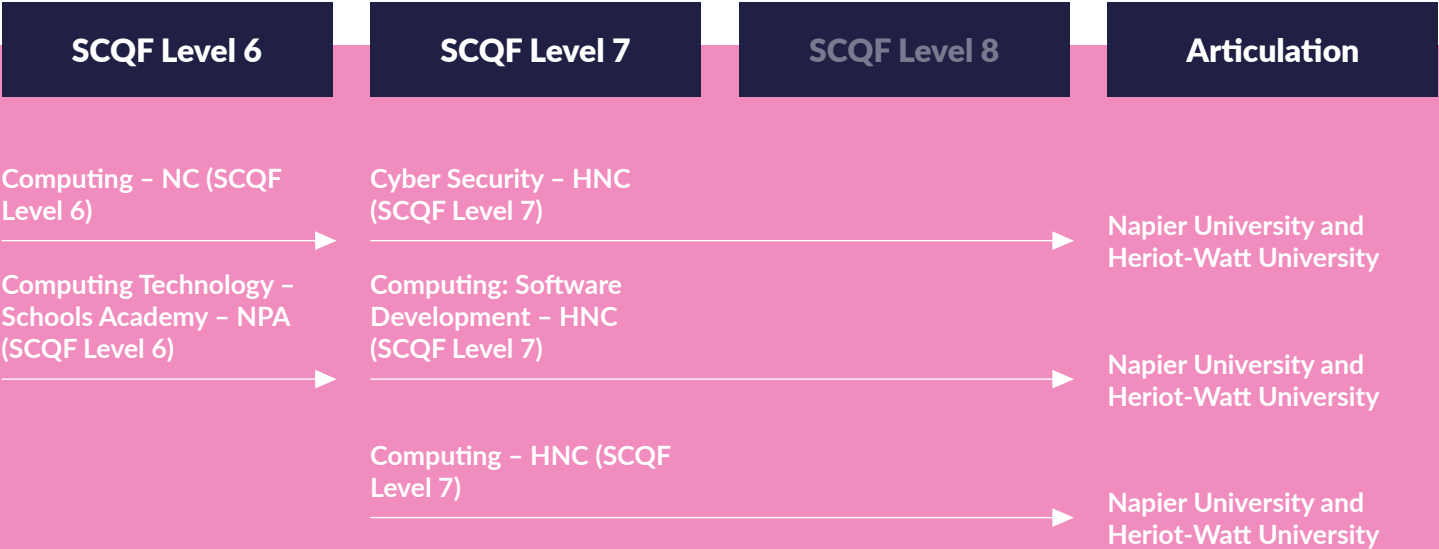 SCQF Level 6
SCQF Level 7
SCQF Level 8
Articulation
Computing – NC (SCQF
Level 6)
Cyber Security – HNC
(SCQF Level 7)
Napier University and
Heriot-Watt University
Computing Technology –
Schools Academy – NPA
(SCQF Level 6)
Computing: Software
Development – HNC
(SCQF Level 7)
Napier University and
Heriot-Watt University
Computing – HNC (SCQF
Level 7)
Napier University and
Heriot-Watt University